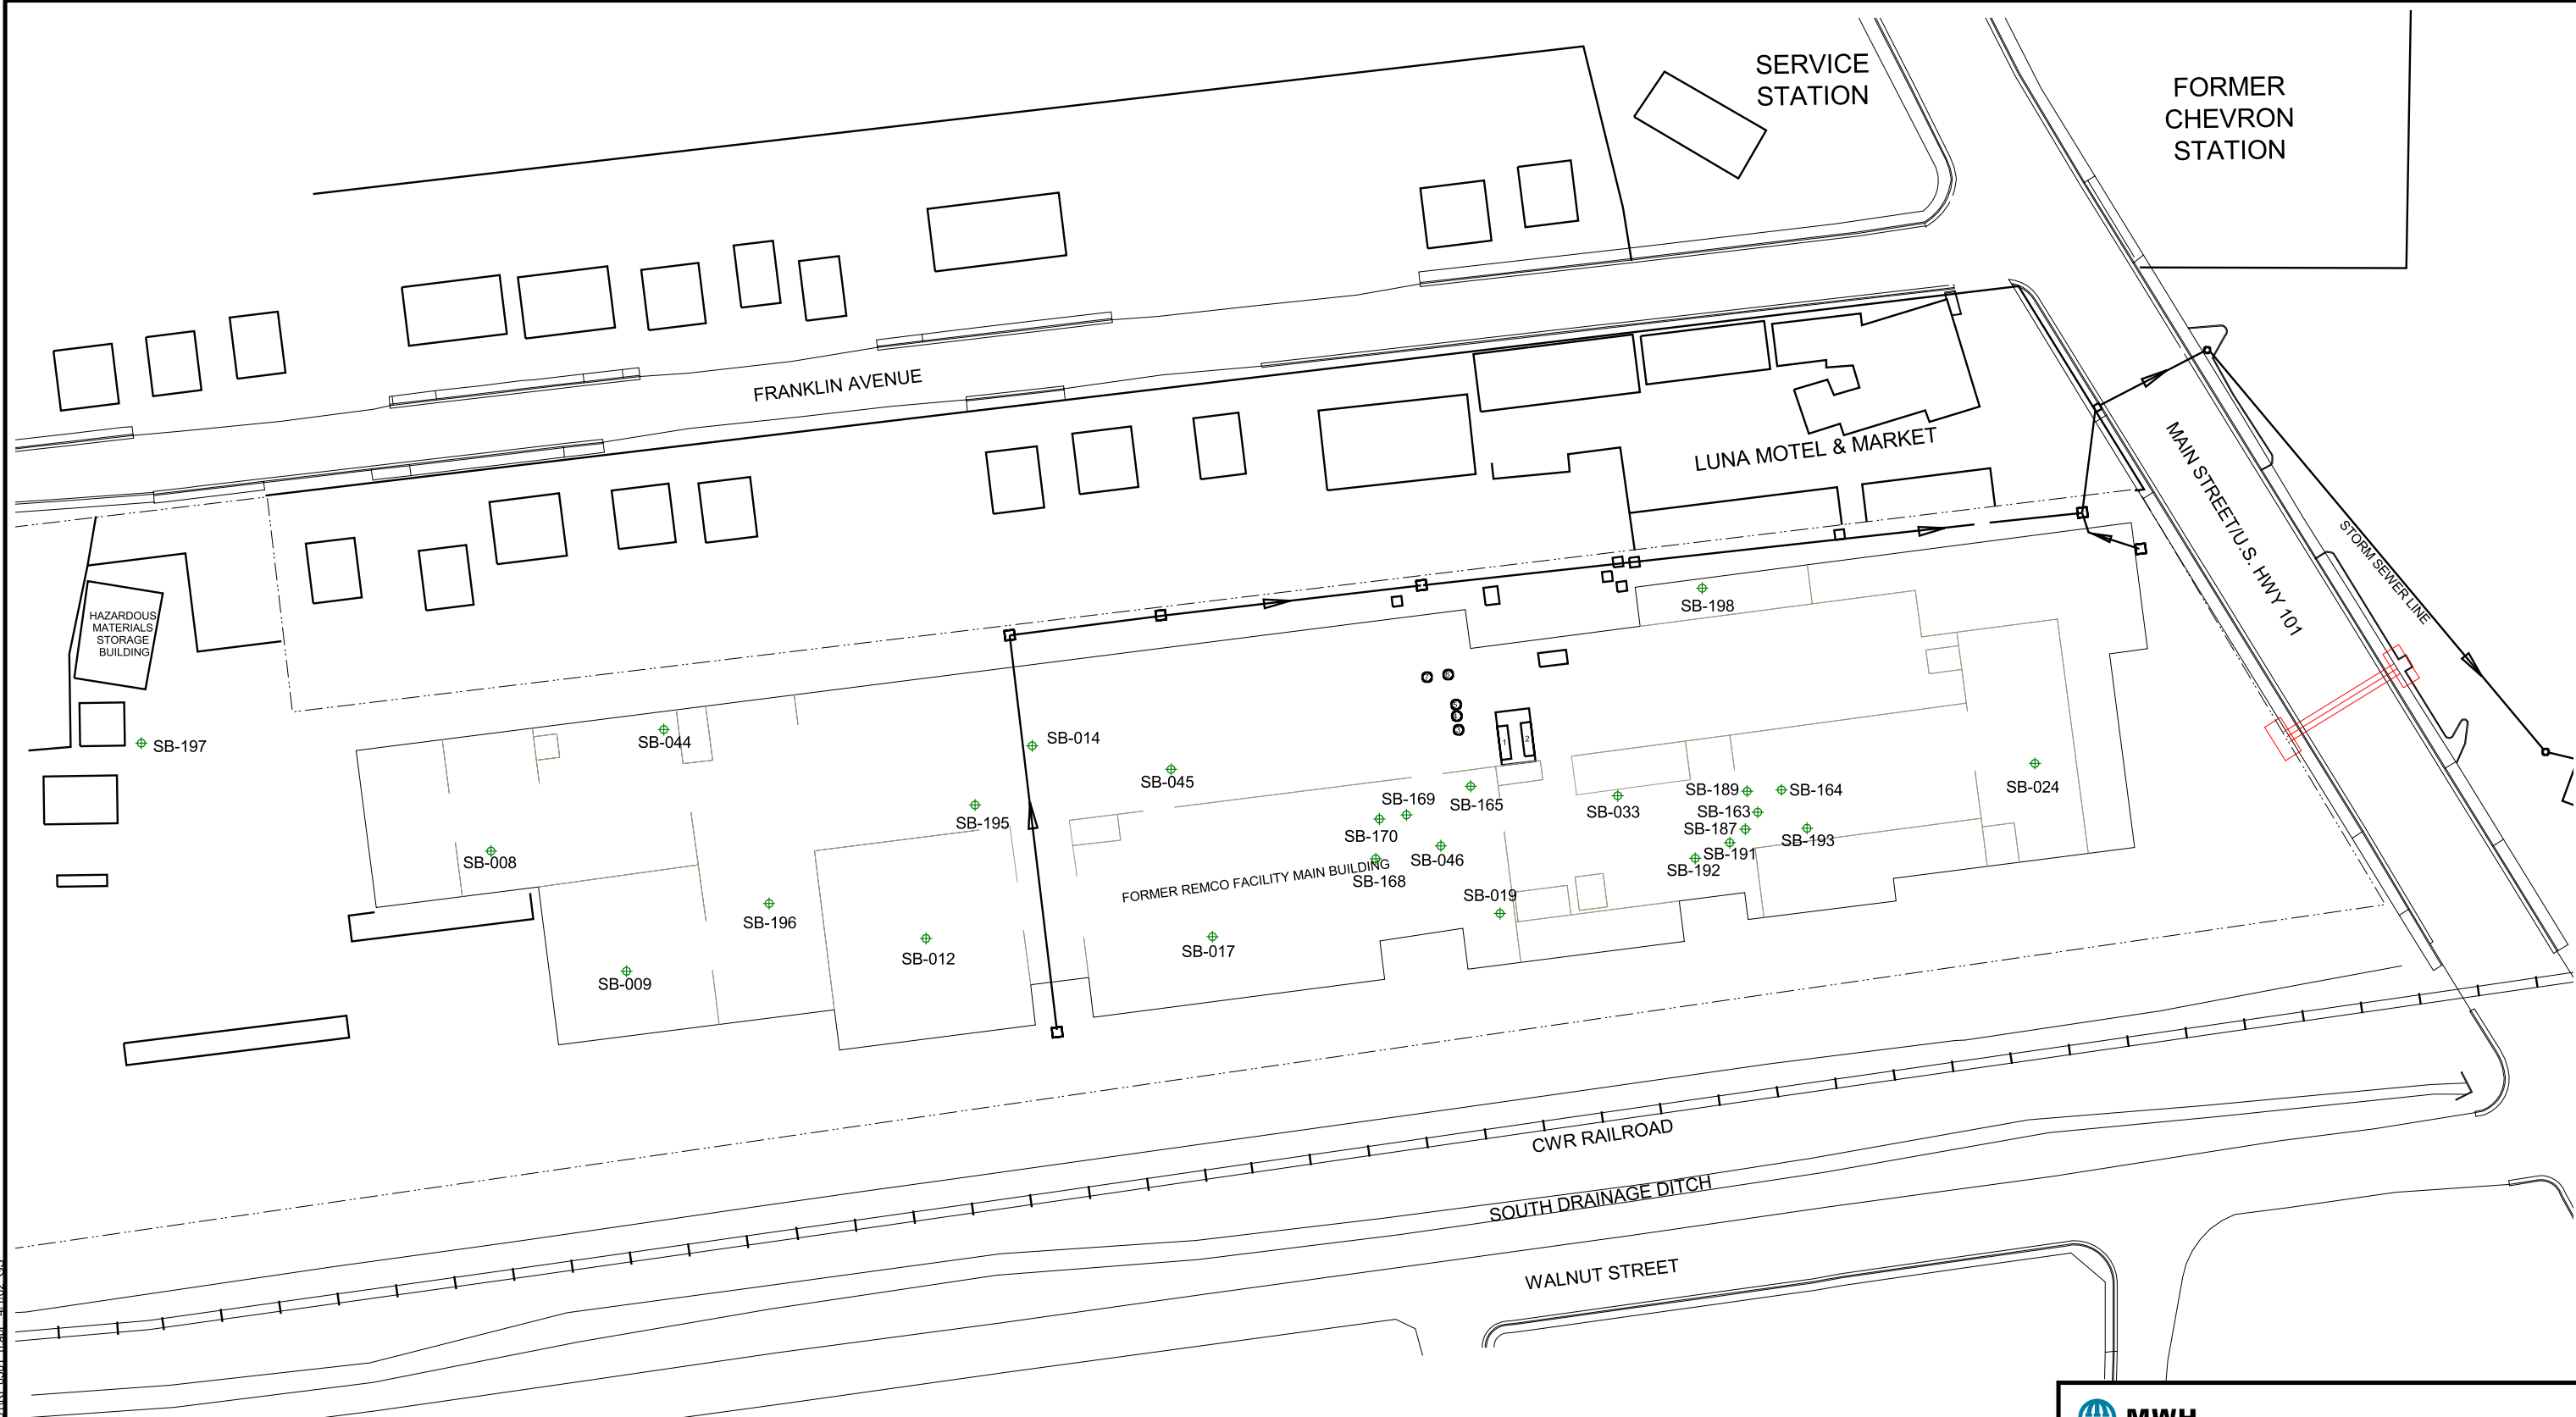 SERVICE
STATION
FORMER
CHEVRON
STATION
FRANKLIN AVENUE
LUNA MOTEL & MARKET
MAIN STREET/U.S. HWY 101
STORM SEWER LINE
HAZARDOUS
MATERIALS
STORAGE
BUILDING
SB-198
SB-197
SB-044
SB-014
SB-045
1
2
SB-195
SB-169
SB-165
SB-033
SB-189
SB-164
SB-024
SB-163
SB-170
SB-187
SB-193
SB-008
SB-046
SB-191
SB-192
FORMER REMCO FACILITY MAIN BUILDING
SB-168
SB-019
SB-196
SB-012
SB-017
SB-009
CWR RAILROAD
SOUTH DRAINAGE DITCH
WALNUT STREET
MWH